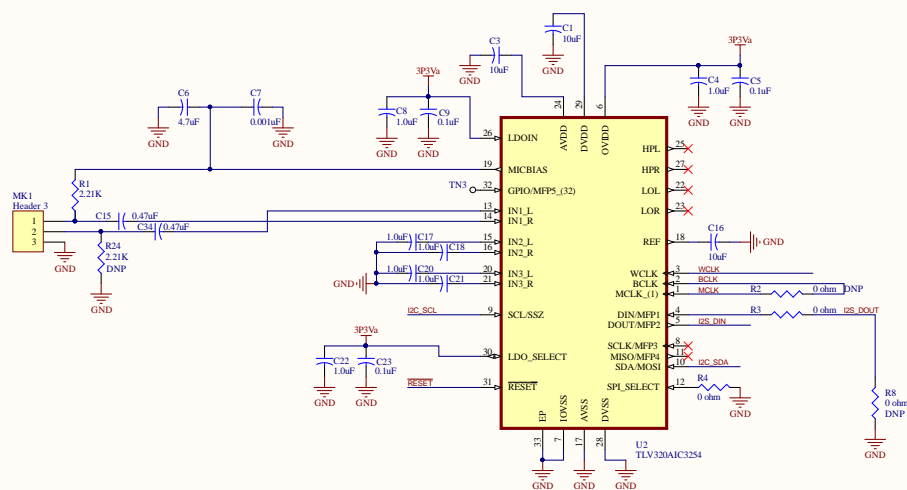 C1
10uF
GND
C3
10uF
GND
3P3Va
C4
1.0uF
GND
C5
0.1uF
GND
3P3Va
C8
1.0uF
GND
C9
0.1uF
GND
C6
4.7uF
GND
C7
0.001uF
GND
24
29
6
AVDD
DVDD
OVIDD
26
LDOIN
HPL
25
19
MICBIAS
HPR
27
TN3
32
GPIO/MFP5_(32)
LOL
22
R1
2.21K
MK1
Header 3
1
2
3
GND
C15
0.47uF
C34
0.47uF
13
IN1_L
14
IN1_R
LOR
23
R24
2.21K
DNP
GND
1.0uF
C17
15
IN2_L
1.0uF
C18
16
IN2_R
REF
18
C16
10uF
GND
GND
1.0uF
C20
20
IN3_L
1.0uF
C21
21
IN3_R
WCLK
3
WCLK
BCLK
2
BCLK
MCLK_(1)
1
MCLK
R2
0 ohm
DNP
I2C_SCL
9
SCL/SSZ
DIN/MFP1
4
R3
0 ohm
I2S_DOUT
DOUT/MFP2
5
I2S_DIN
3P3Va
C22
1.0uF
GND
C23
0.1uF
GND
30
LDO_SELECT
SCLK/MFP3
8
MISO/MFP4
11
SDA/MOSI
10
I2C_SDA
RESET
31
RESET
SPI_SELECT
12
R4
0 ohm
GND
R8
0 ohm
DNP
GND
EP
IOVSS
AVSS
DVSS
33
7
17
28
GND
GND
GND
U2
TLV320AIC3254